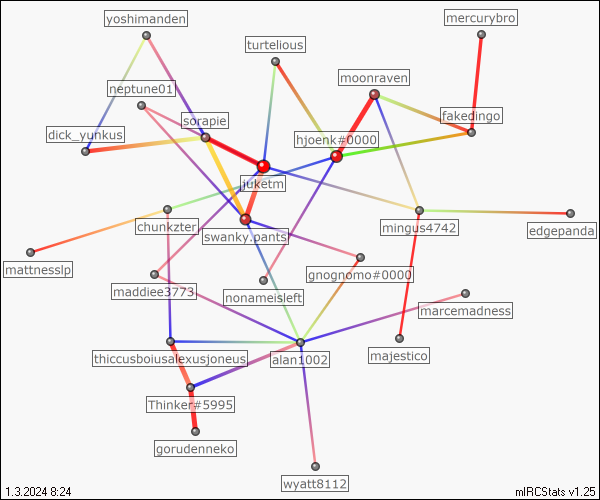 yoshimanden
mercurybro
turtelious
moonraven
neptune01
sorapie
fakedingo
dick_yunkus
hjoenk#0000
juketm
chunkzter
swanky.pants
mingus4742
edgepanda
mattnesslp
gnognomo#0000
maddiee3773
nonameisleft
marcemadness
thiccusboiusalexusjoneus
alan1002
majestico
Thinker#5995
gorudenneko
wyatt8112
1.3.2024 8:24
mIRCStats v1.25